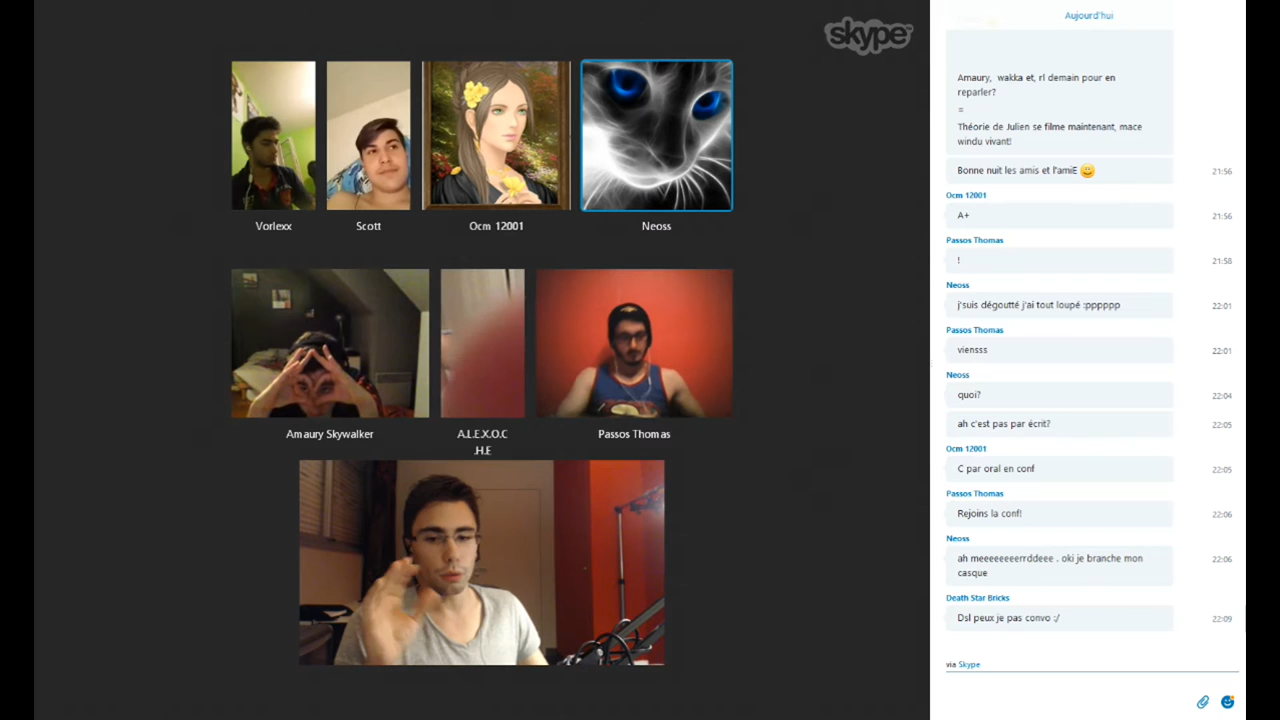 skype
Vorlexx
Scott
Ocm 12001
Neoss
Amaury Skywalker
A.L.E.X.O.C
.H.E
Passos Thomas
Aujourd'hui
Amaury, wakka et, rl demain pour en
reparler?
=
Théorie de Julien se filme maintenant, mace
windu vivant!
Bonne nuit les amis et l'amiE
21:56
Ocm 12001
A+
21:56
Passos Thomas
!
21:58
Neoss
j'suis dégoutté j'ai tout loupé :pppppp
22:01
Passos Thomas
viensss
22:01
Neoss
quoi?
22:04
ah c'est pas par écrit?
22:05
Ocm 12001
C par oral en conf
22:05
Passos Thomas
Rejoins la conf!
22:06
Neoss
ah meeeeeeeerrddeee . oki je branche mon
casque
22:06
Death Star Bricks
Dsl peux je pas convo :/
22:09
via Skype